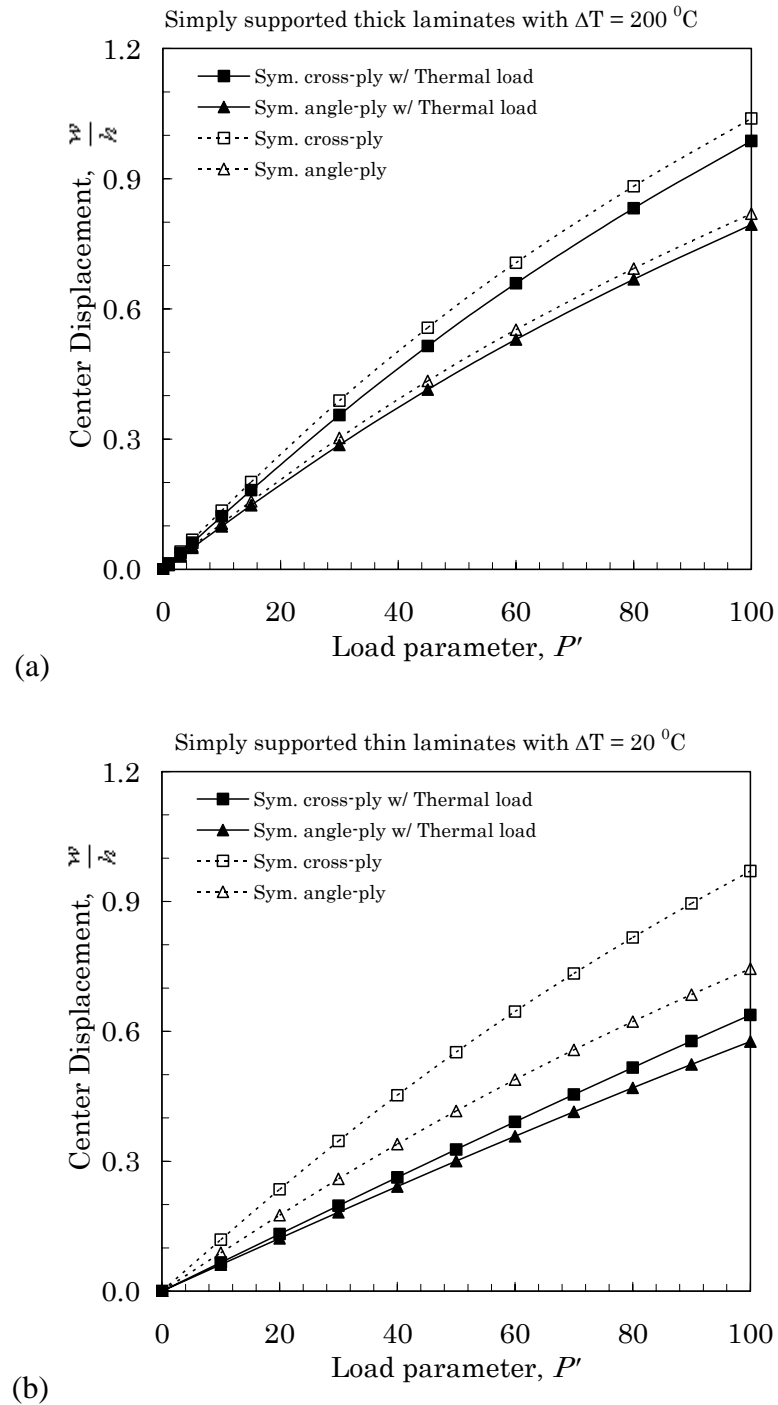 Simply supported thick laminates with ΔT = 200 ⁰C
1.2
Sym. cross-ply w/ Thermal load
Sym. angle-ply w/ Thermal load
Sym. cross-ply
Sym. angle-ply
0.9
0.6
0.3
0.0
Center Displacement, w/h
0 20 40 60 80 100
Load parameter, P′
(a)
Simply supported thin laminates with ΔT = 20 ⁰C
1.2
Sym. cross-ply w/ Thermal load
Sym. angle-ply w/ Thermal load
Sym. cross-ply
Sym. angle-ply
0.9
0.6
0.3
0.0
Center Displacement, w/h
0 20 40 60 80 100
Load parameter, P′
(b)